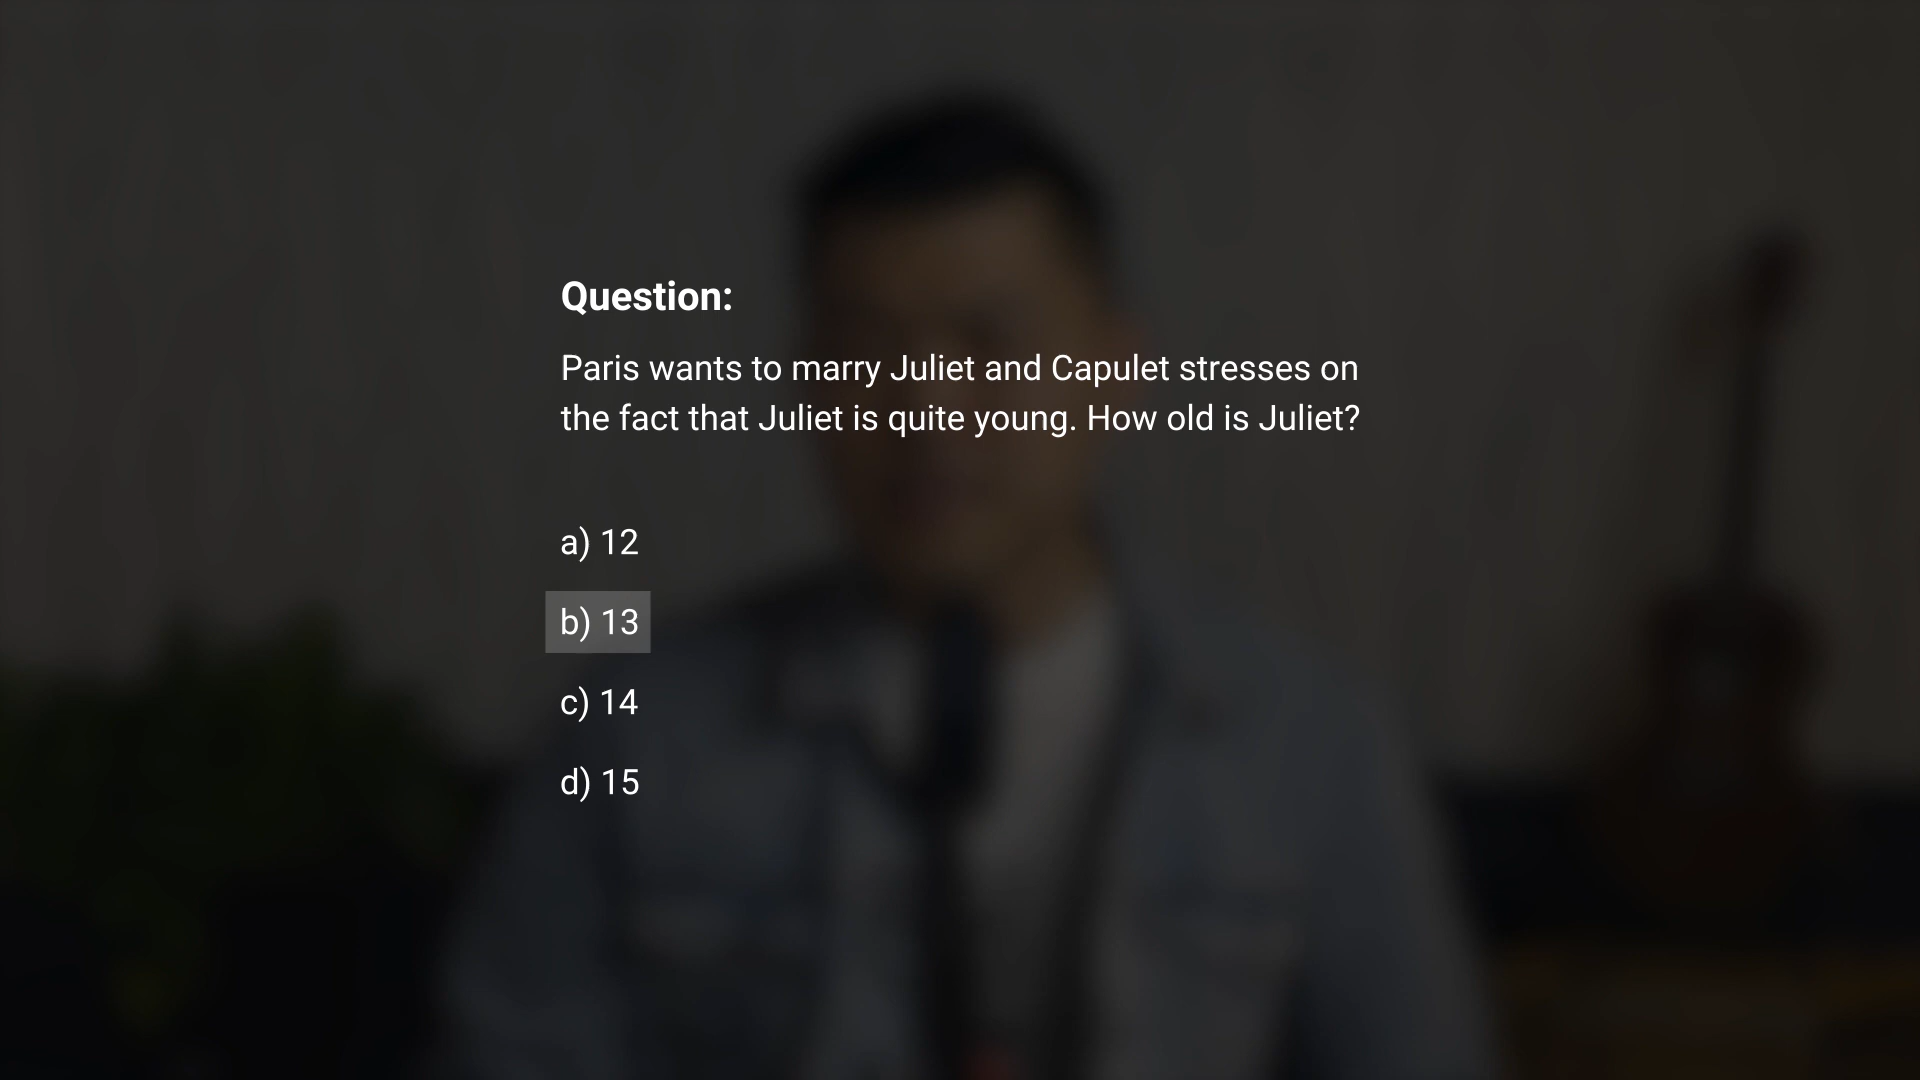 Question:
Paris wants to marry Juliet and Capulet stresses on
the fact that Juliet is quite young. How old is Juliet?
a) 12
b) 13
c) 14
d) 15